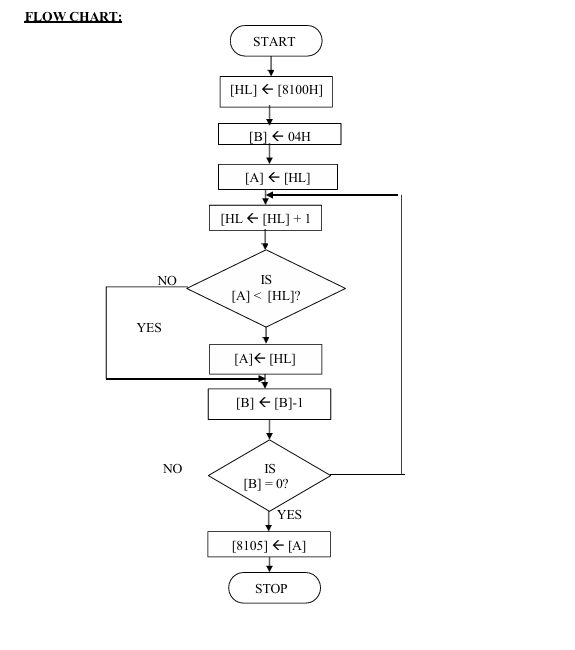 FLOW CHART:
START
[HL] ← [8100H]
[B] ← 04H
[A] ← [HL]
[HL ← [HL] + 1
NO
IS
[A] < [HL]?
YES
[A]← [HL]
[B] ← [B]-1
NO
IS
[B] = 0?
YES
[8105] ← [A]
STOP